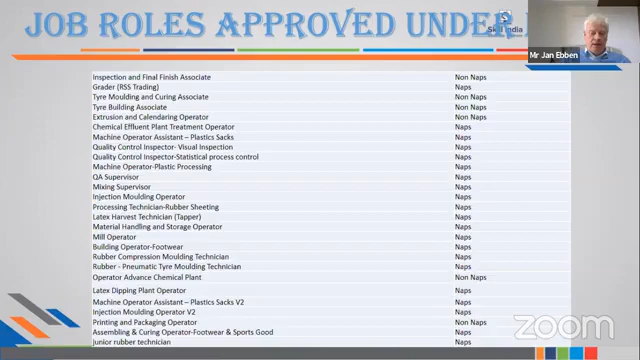 JOB ROLES APPROVED UNDER
Skill India
Mr Jan Ebben
Inspection and Final Finish Associate Non Naps
Grader (RSS Trading) Naps
Tyre Moulding and Curing Associate Non Naps
Tyre Building Associate Non Naps
Extrusion and Calendaring Operator Non Naps
Chemical Effluent Plant Treatment Operator Naps
Machine Operator Assistant – Plastics Sacks Naps
Quality Control Inspector- Visual Inspection Naps
Quality Control Inspector-Statistical process control Naps
Machine Operator-Plastic Processing Naps
QA Supervisor Naps
Mixing Supervisor Naps
Injection Moulding Operator Naps
Processing Technician-Rubber Sheeting Naps
Latex Harvest Technician (Tapper) Naps
Material Handling and Storage Operator Naps
Mill Operator Naps
Building Operator-Footwear Naps
Rubber Compression Moulding Technician Naps
Rubber - Pneumatic Tyre Moulding Technician Naps
Operator Advance Chemical Plant Non Naps
Latex Dipping Plant Operator Naps
Machine Operator Assistant – Plastics Sacks V2 Naps
Injection Moulding Operator V2 Naps
Printing and Packaging Operator Non Naps
Assembling & Curing Operator-Footwear & Sports Good Naps
Junior rubber technician Naps
zoom